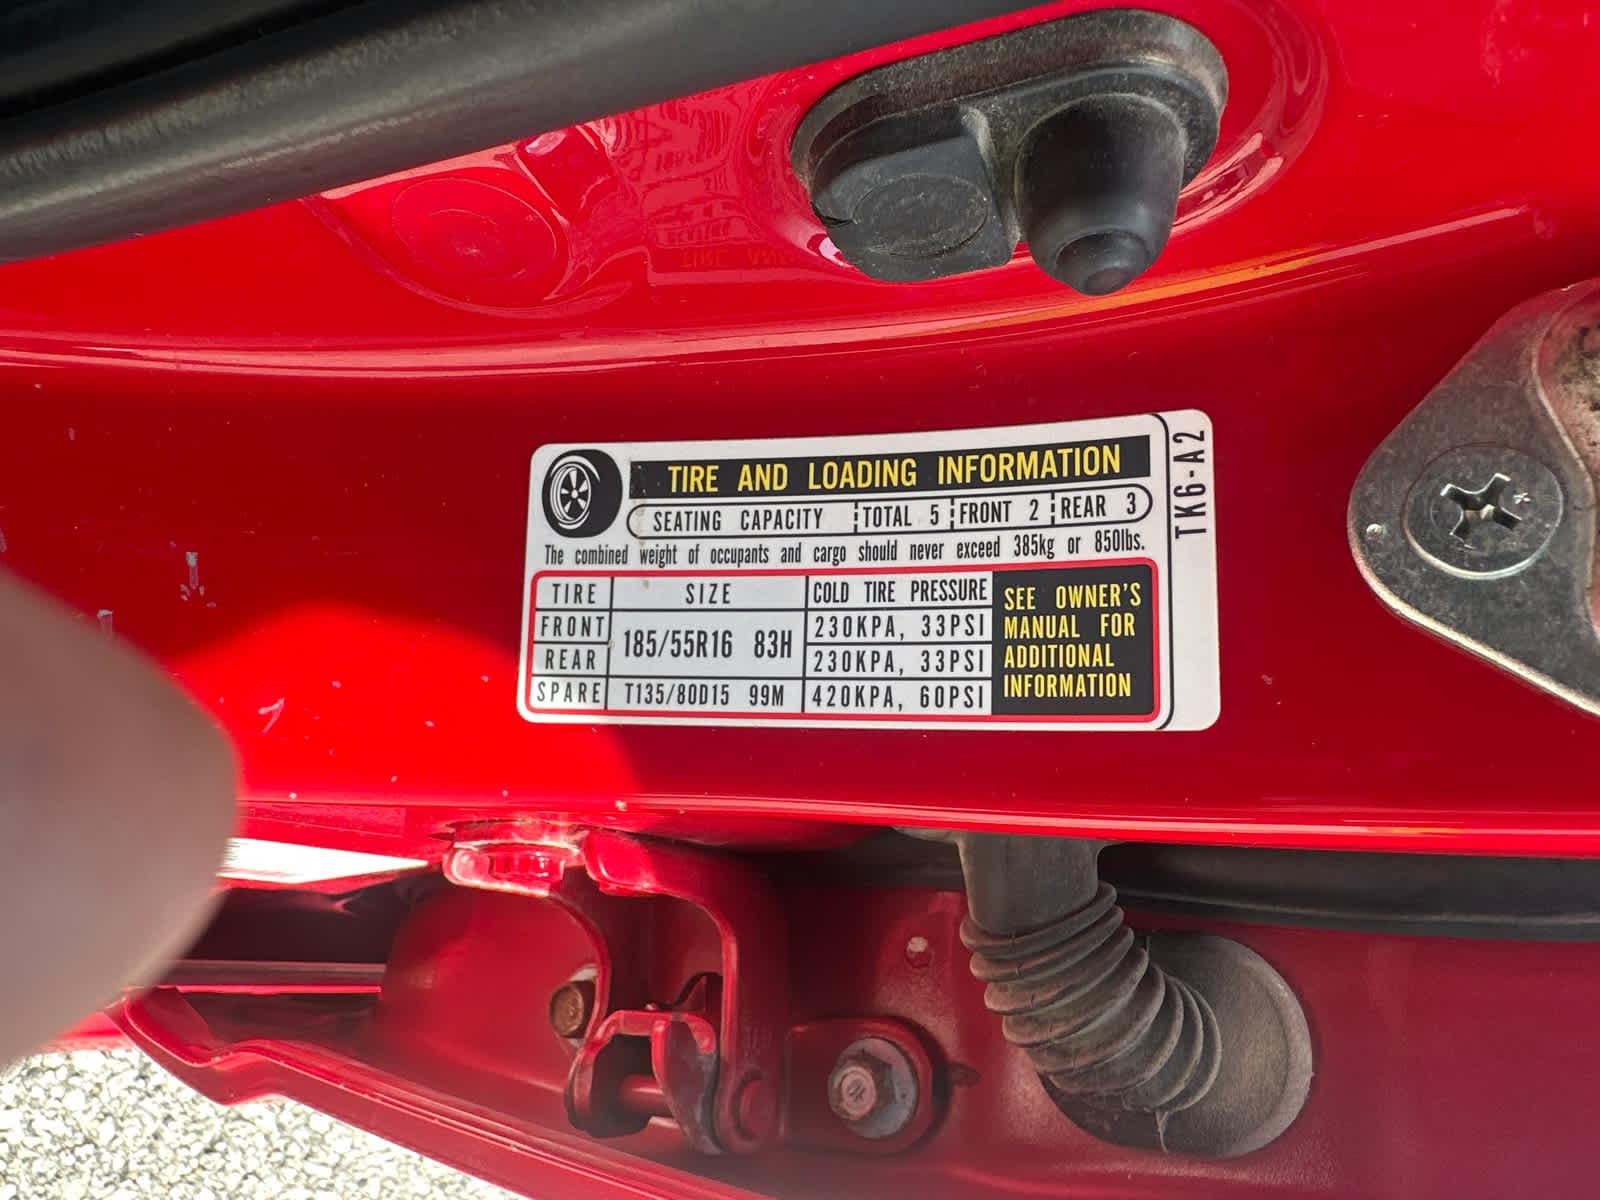 TIRE AND LOADING INFORMATION
SEATING CAPACITY TOTAL 5 FRONT 2 REAR 3
The combined weight of occupants and cargo should never exceed 385kg or 850lbs.
TIRE SIZE COLD TIRE PRESSURE
FRONT 185/55R16 83H 230KPA, 33PSI
REAR 230KPA, 33PSI
SPARE T135/80D15 99M 420KPA, 60PSI
SEE OWNER'S
MANUAL FOR
ADDITIONAL
INFORMATION
TK6-A2